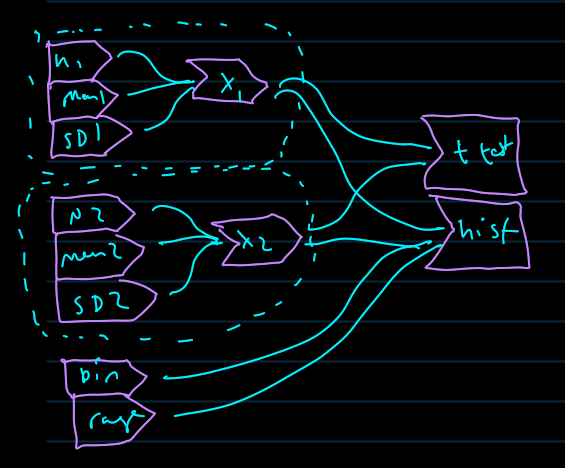 n1
mean1
SD1
X1
t test
N2
mean2
SD2
X2
hist
bin
range